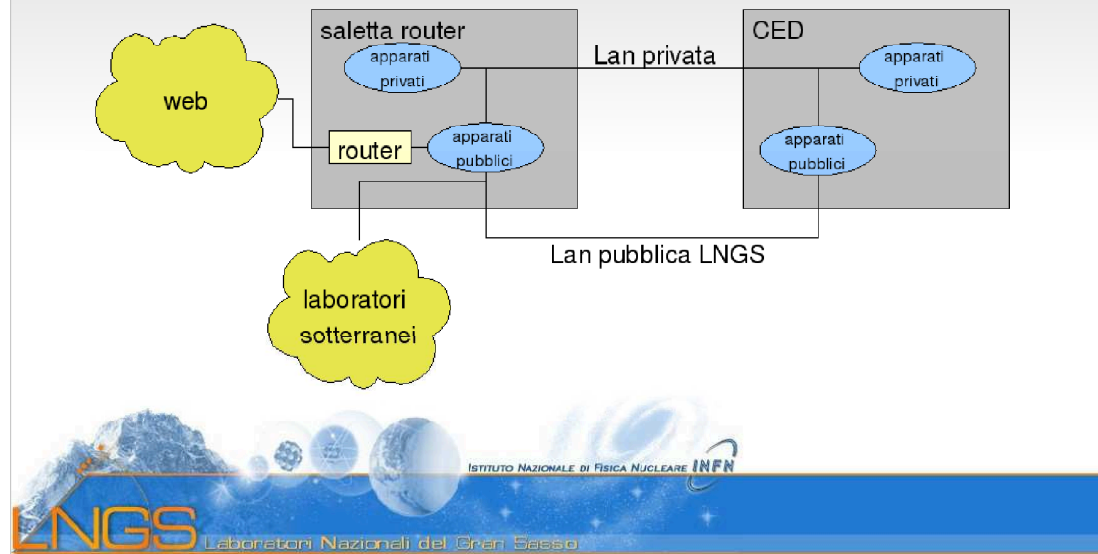 saletta router
apparati
privati
Lan privata
CED
apparati
privati
web
router
apparati
pubblici
apparati
pubblici
Lan pubblica LNGS
laboratori
sotterranei
ISTITUTO NAZIONALE DI FISICA NUCLEARE INFN
LNGS Laboratori Nazionali del Gran Sasso